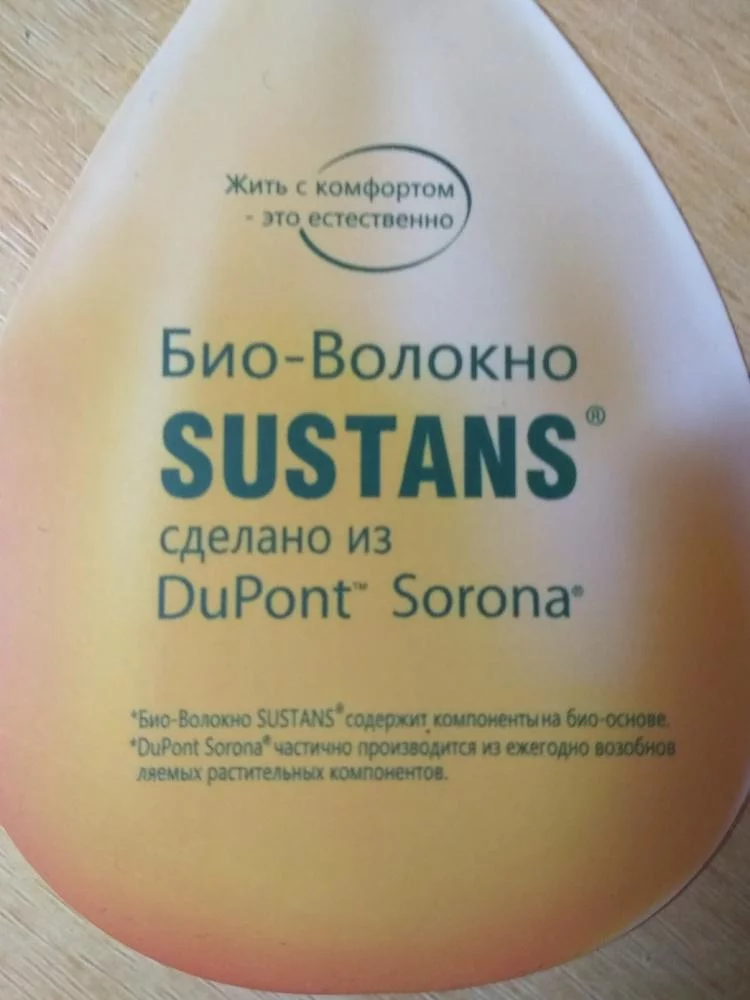 Жить с комфортом
- это естественно
Био-Волокно
SUSTANS®
сделано из
DuPont™ Sorona®
*Био-Волокно SUSTANS® содержит компоненты на био-основе.
*DuPont Sorona® частично производится из ежегодно возобнов
ляемых растительных компонентов.